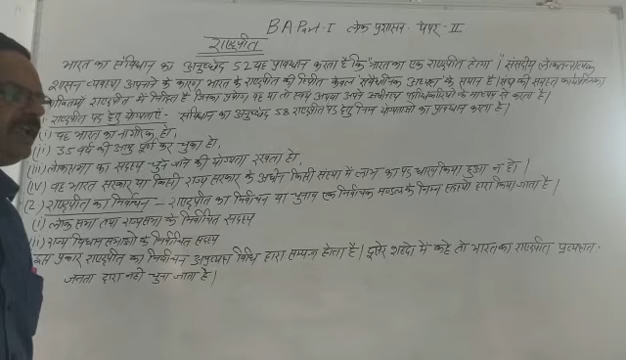 BA Part-I लोक प्रशासन पेपर-II
राष्ट्रपति
भारत का संविधान का अनुच्छेद 52 यह प्रावधान करता है कि "भारत का एक राष्ट्रपति होगा। संसदीय लोकतन्त्रात्मक
शासन व्यवस्था अपनाने के कारण भारत के राष्ट्रपति की स्थिति केवल "संवैधानिक अध्यक्ष" के समान है। संघ की समस्त कार्यपालिका
शक्तियाँ राष्ट्रपति में निहित है जिनका प्रयोग वह या तो स्वयं अथवा अपने अधीनस्थ पदाधिकारियों के माध्यम से करता है।
राष्ट्रपति पद हेतु योग्यताएं- संविधान का अनुच्छेद 58 राष्ट्रपति पद हेतु निम्न योग्यताओं का प्रावधान करता है।
(i) वह भारत का नागरिक हो,
(ii) 35 वर्ष की आयु पूर्ण कर चुका हो।
(iii) लोकसभा का सदस्य चुने जाने की योग्यता रखता हो,
(iv) वह भारत सरकार या किसी राज्य सरकार के अधीन किसी संस्था में लाभ का पद धारण किया हुआ न हो।
(2) राष्ट्रपति का निर्वाचन - राष्ट्रपति का निर्वाचन या चुनाव एक निर्वाचक मण्डल के निम्न सदस्यों द्वारा किया जाता है।
(i) लोक सभा तथा राज्यसभा के निर्वाचित सदस्य
(ii) राज्य विधान सभाओं के निर्वाचित सदस्य
इस प्रकार राष्ट्रपति का निर्वाचन अप्रत्यक्ष विधि द्वारा सम्पन्न होता है। दूसरे शब्दों में कहे तो भारत का राष्ट्रपति प्रत्यक्षतः
जनता द्वारा नहीं चुना जाता है।